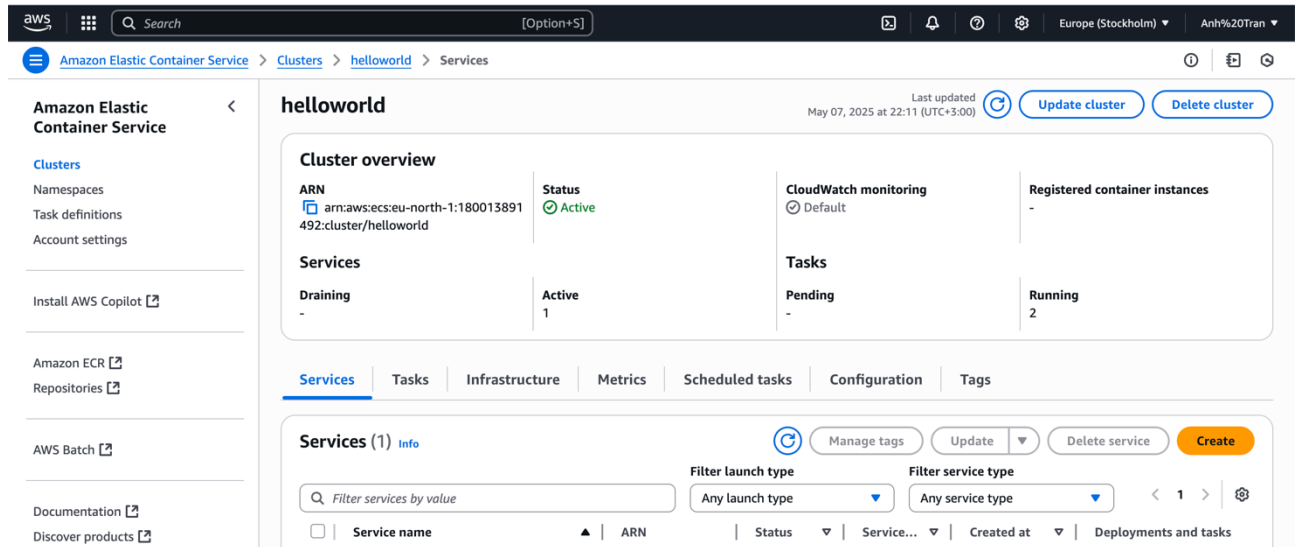 aws
Search
[Option+S]
Europe (Stockholm)
Anh%20Tran
Amazon Elastic Container Service > Clusters > helloworld > Services
Amazon Elastic
Container Service
Clusters
Namespaces
Task definitions
Account settings
Install AWS Copilot
Amazon ECR
Repositories
AWS Batch
Documentation
Discover products
helloworld
Last updated
May 07, 2025 at 22:11 (UTC+3:00)
Update cluster
Delete cluster
Cluster overview
ARN
arn:aws:ecs:eu-north-1:180013891
492:cluster/helloworld
Status
Active
CloudWatch monitoring
Default
Registered container instances
-
Services
Draining
-
Active
1
Tasks
Pending
-
Running
2
Services
Tasks
Infrastructure
Metrics
Scheduled tasks
Configuration
Tags
Services (1) Info
Manage tags
Update
Delete service
Create
Filter services by value
Filter launch type
Any launch type
Filter service type
Any service type
< 1 >
Service name
ARN
Status
Service...
Created at
Deployments and tasks